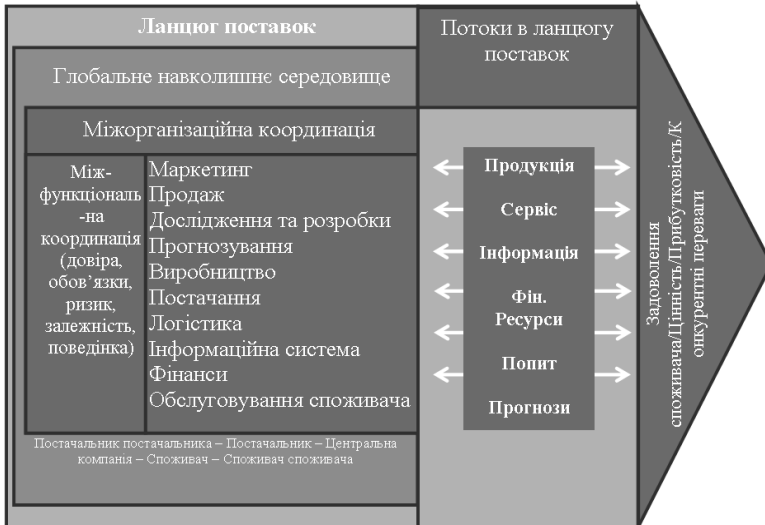 Ланцюг поставок
Глобальне навколишнє середовище
Міжорганізаційна координація
Між-
функціональ
-на
координація
(довіра,
обов’язки,
ризик,
залежність,
поведінка)
Маркетинг
Продаж
Дослідження та розробки
Прогнозування
Виробництво
Постачання
Логістика
Інформаційна система
Фінанси
Обслуговування споживача
Постачальник постачальника – Постачальник – Центральна
компанія – Споживач – Споживач споживача
Потоки в ланцюгу
поставок
Продукція
Сервіс
Інформація
Фін.
Ресурси
Попит
Прогнози
Задоволення
споживача/Цінність/Прибутковість/К
онкурентні переваги